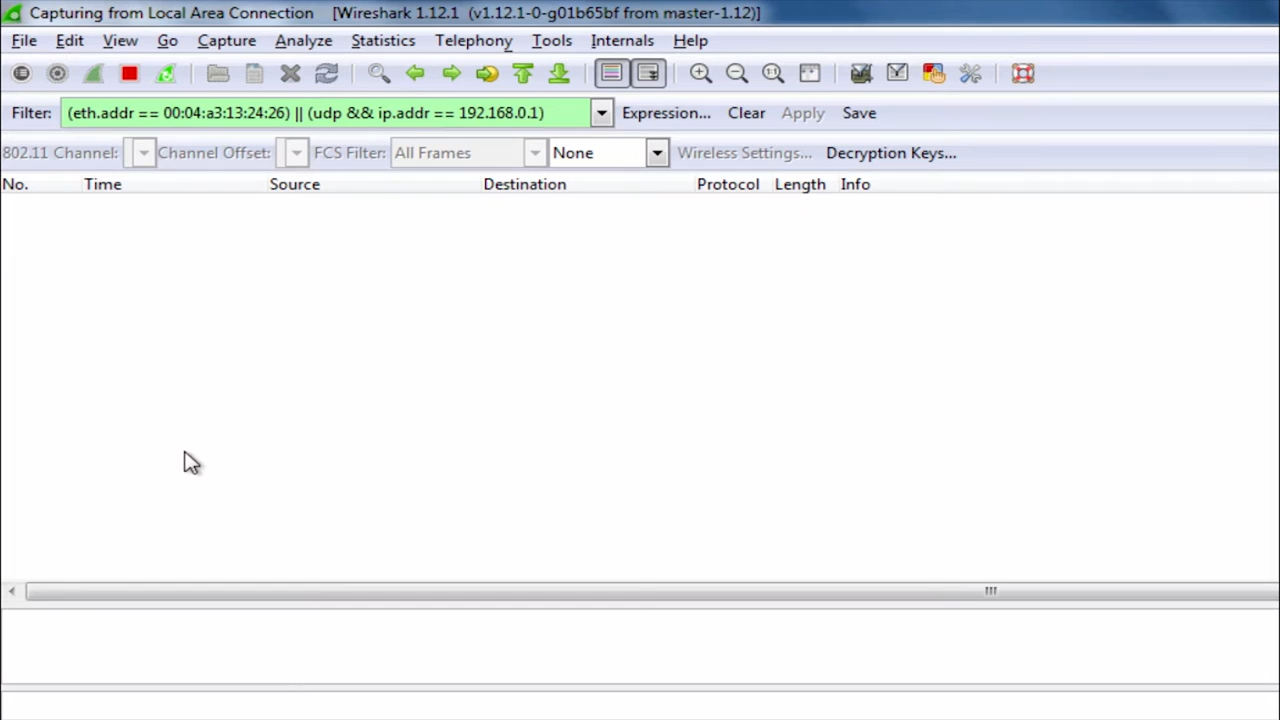 Capturing from Local Area Connection [Wireshark 1.12.1 (v1.12.1-0-g01b65bf from master-1.12)]
File Edit View Go Capture Analyze Statistics Telephony Tools Internals Help
Filter: (eth.addr == 00:04:a3:13:24:26) || (udp && ip.addr == 192.168.0.1) Expression... Clear Apply Save
802.11 Channel: Channel Offset: FCS Filter: All Frames None Wireless Settings... Decryption Keys...
No. Time Source Destination Protocol Length Info